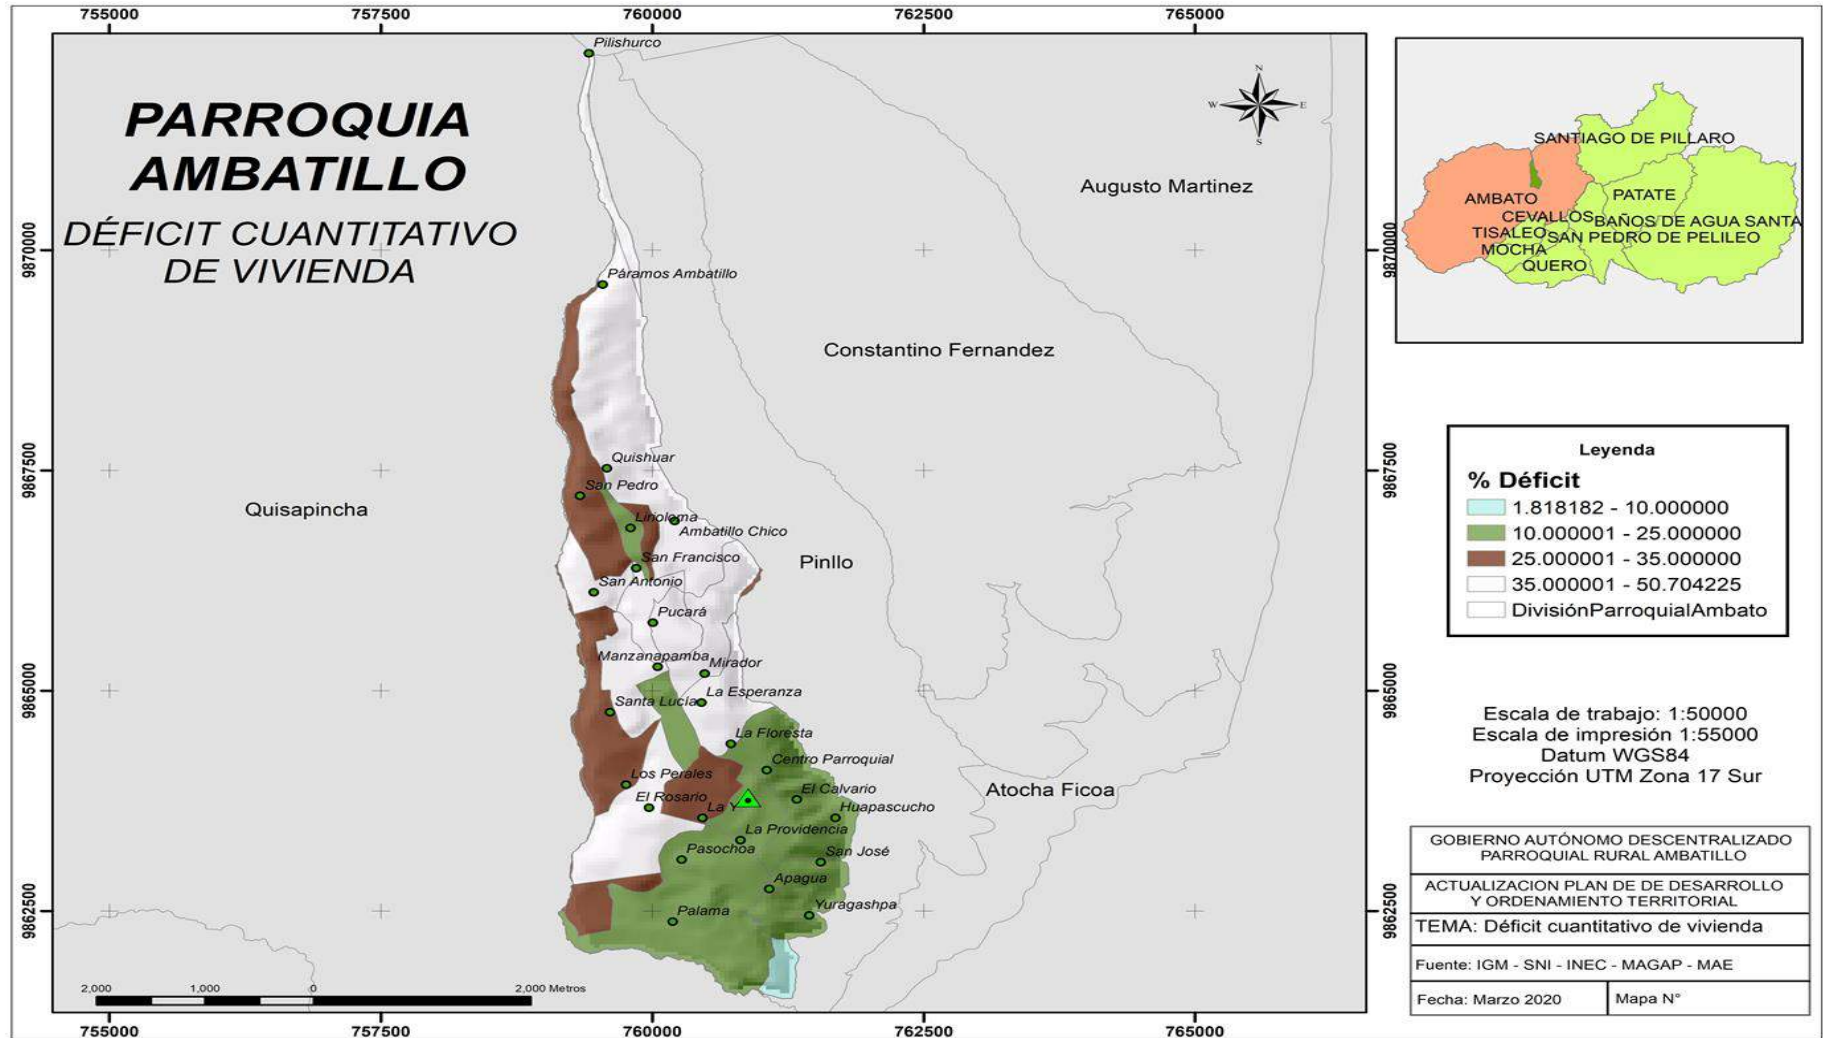 755000
757500
760000
762500
765000
PARROQUIA
AMBATILLO
DÉFICIT CUANTITATIVO
DE VIVIENDA
N
W
E
S
9870000
9867500
9865000
9862500
Pilishurco
Páramos Ambatillo
Quishuar
San Pedro
Lirioloma
Ambatillo Chico
San Francisco
San Antonio
Pucará
Manzanapamba
Mirador
La Esperanza
Santa Lucía
La Floresta
Centro Parroquial
Los Perales
El Calvario
El Rosario
La Y
Huapascucho
La Providencia
Pasochoa
San José
Apagua
Yuragashpa
Palama
Quisapincha
Augusto Martinez
Constantino Fernandez
Pinllo
Atocha Ficoa
2,000
1,000
0
2,000 Metros
755000
757500
760000
762500
765000
9870000
9867500
9865000
9862500
SANTIAGO DE PILLARO
PATATE
AMBATO
CEVALLOS
BAÑOS DE AGUA SANTA
TISALEO
SAN PEDRO DE PELILEO
MOCHA
QUERO
Leyenda
% Déficit
1.818182 - 10.000000
10.000001 - 25.000000
25.000001 - 35.000000
35.000001 - 50.704225
DivisiónParroquialAmbato
Escala de trabajo: 1:50000
Escala de impresión 1:55000
Datum WGS84
Proyección UTM Zona 17 Sur
GOBIERNO AUTÓNOMO DESCENTRALIZADO
PARROQUIAL RURAL AMBATILLO
ACTUALIZACION PLAN DE DE DESARROLLO
Y ORDENAMIENTO TERRITORIAL
TEMA: Déficit cuantitativo de vivienda
Fuente: IGM - SNI - INEC - MAGAP - MAE
Fecha: Marzo 2020
Mapa N°